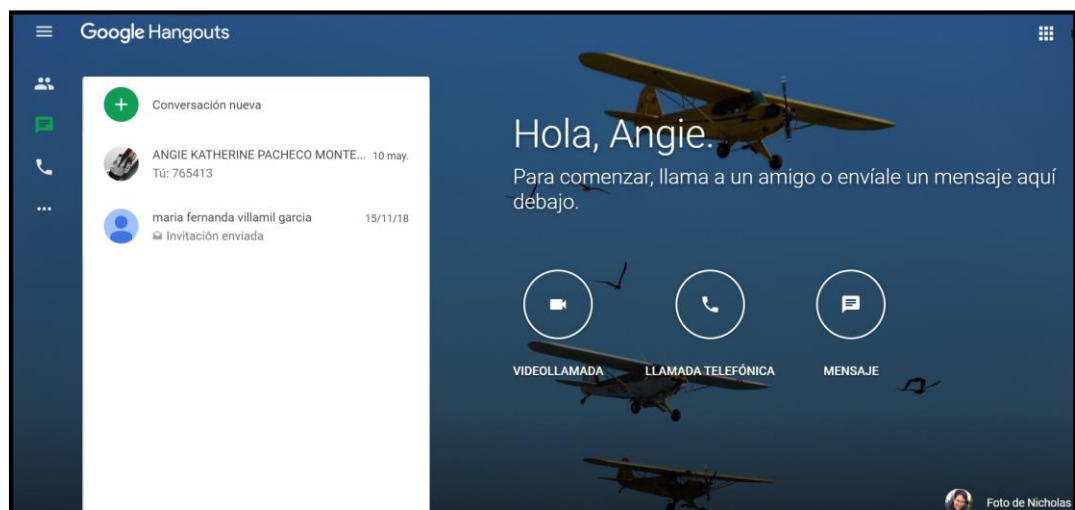 Google Hangouts
Conversación nueva
ANGIE KATHERINE PACHECO MONTE... 10 may.
Tú: 765413
maria fernanda villamil garcia 15/11/18
Invitación enviada
Hola, Angie.
Para comenzar, llama a un amigo o envíale un mensaje aquí
debajo.
VIDEOLLAMADA LLAMADA TELEFÓNICA MENSAJE
Foto de Nicholas